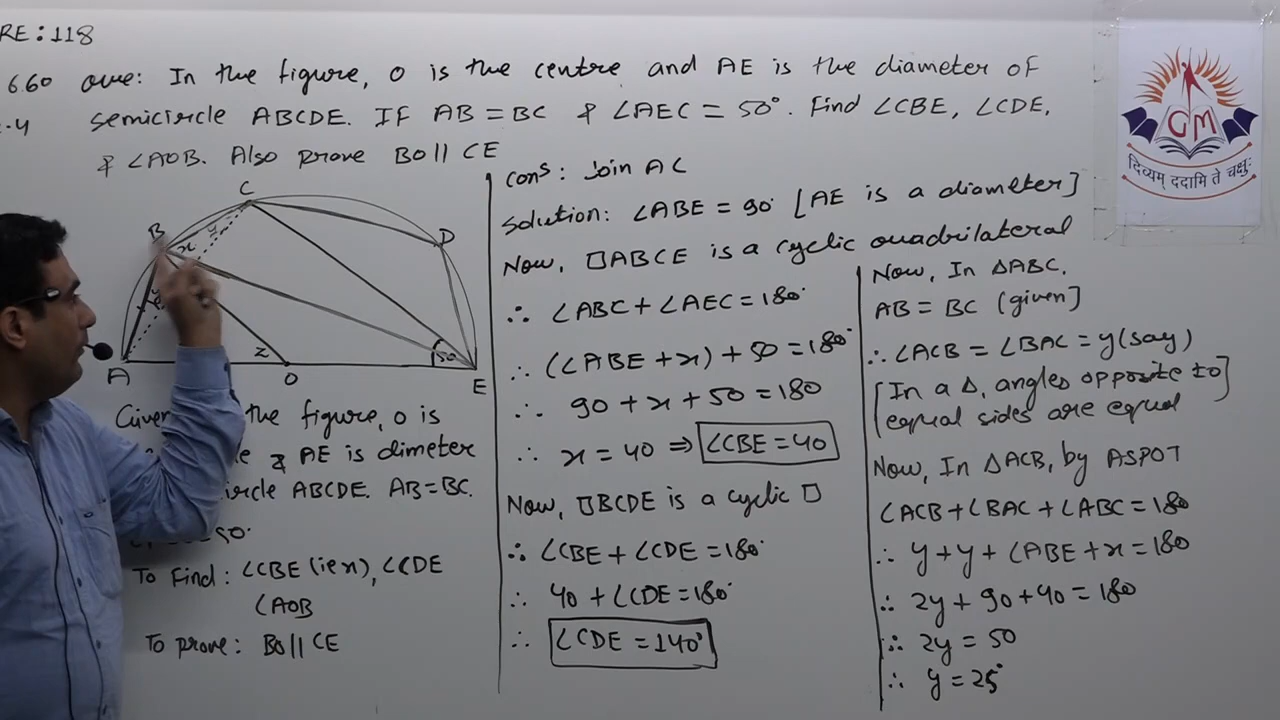 RE: 118
660 Que: In the figure, O is the centre and AE is the diameter of
semicircle ABCDE. If AB = BC & ∠AEC = 50°. Find ∠CBE, ∠CDE,
& ∠AOB. Also prove BO || CE
C
B
D
x
y
z
50
A
O
E
the figure, O is
& AE is dimeter
ABCDE. AB=BC.
To Find: ∠CBE (ie x), ∠CDE
∠AOB
To prove: BO || CE
Cons: Join AC
Solution: ∠ABE = 90° [AE is a diameter]
Now, □ABCE is a cyclic quadrilateral
∴ ∠ABC + ∠AEC = 180°
∴ (∠ABE + x) + 50 = 180°
∴ 90 + x + 50 = 180
∴ x = 40 ⇒ ∠CBE = 40
Now, □BCDE is a cyclic □
∴ ∠CBE + ∠CDE = 180°
∴ 40 + ∠CDE = 180°
∴ ∠CDE = 140°
Now, In △ABC,
AB = BC (given]
∴ ∠ACB = ∠BAC = y (say)
[In a △, angles opposite to
equal sides are equal]
Now, In △ACB, by ASPOT
∠ACB + ∠BAC + ∠ABC = 180
∴ y + y + ∠ABE + x = 180
∴ 2y + 90 + 40 = 180
∴ 2y = 50
∴ y = 25°
GM
दिव्यम् ददामि ते चक्षुः